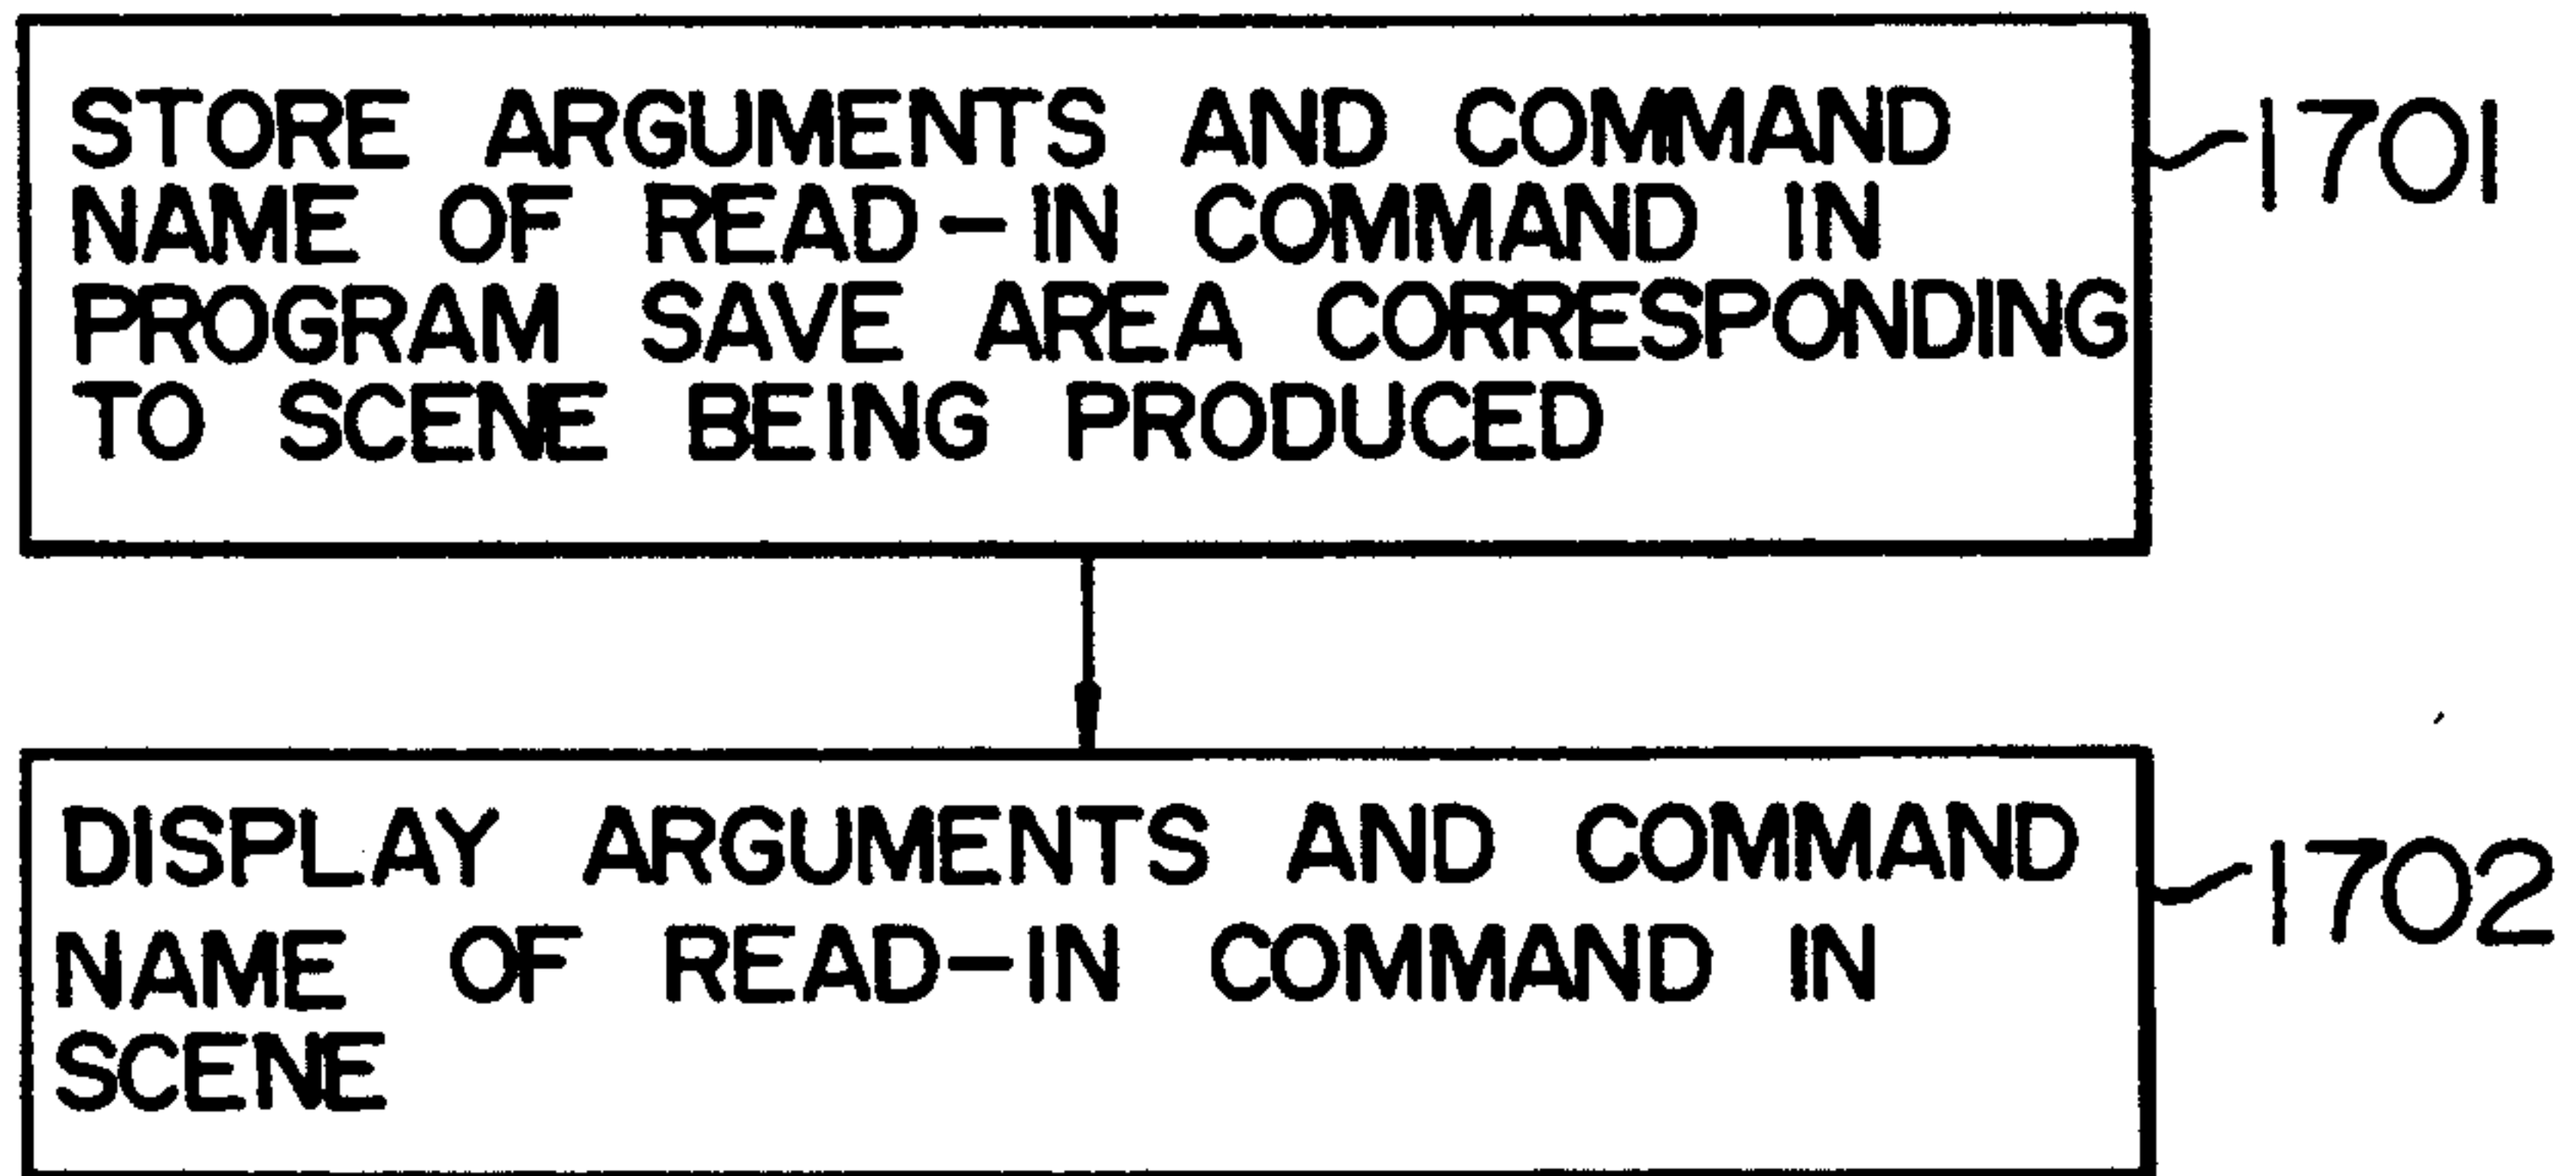 STORE ARGUMENTS AND COMMAND
NAME OF READ-IN COMMAND IN
PROGRAM SAVE AREA CORRESPONDING
TO SCENE BEING PRODUCED
1701
DISPLAY ARGUMENTS AND COMMAND
NAME OF READ-IN COMMAND IN
SCENE
1702